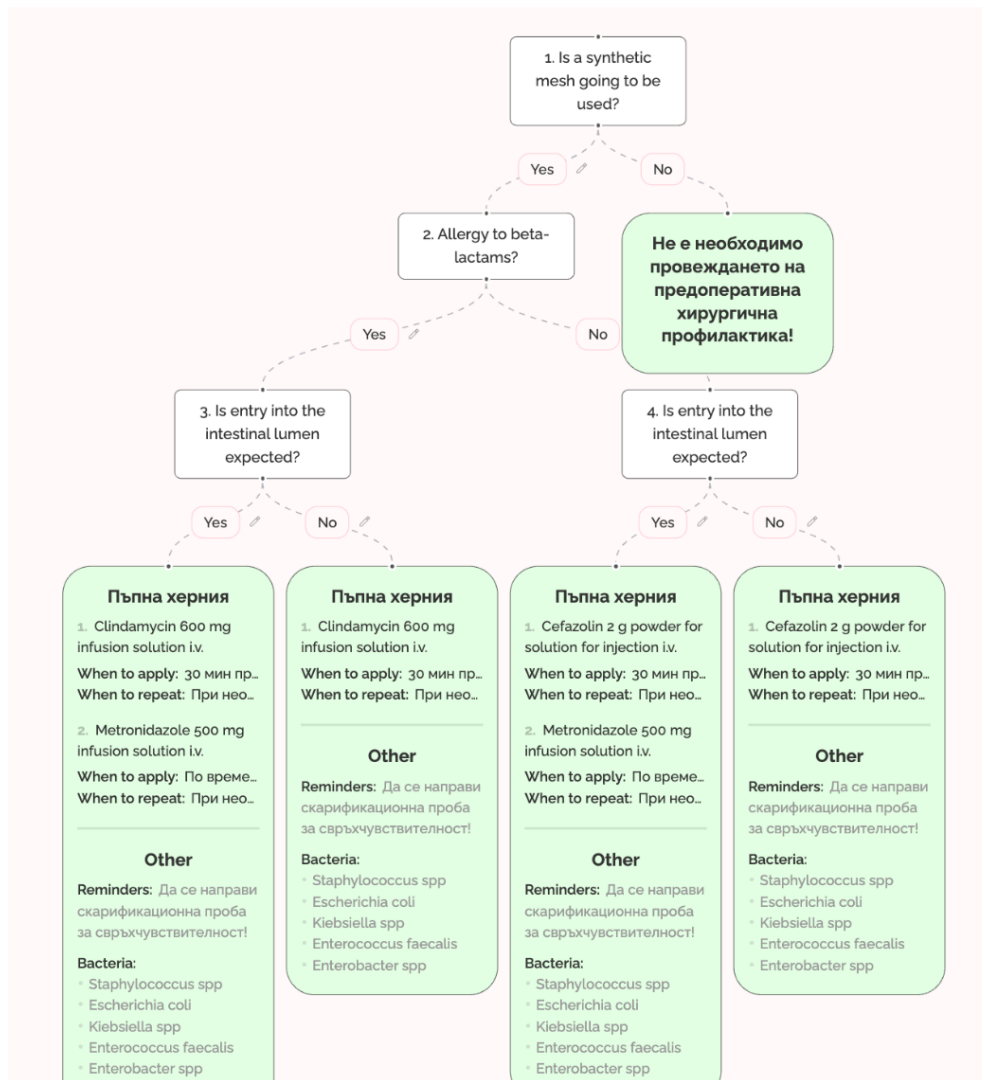 1. Is a synthetic
mesh going to be
used?
Yes
No
2. Allergy to beta-
lactams?
Не е необходимо
провеждането на
предоперативна
хирургична
профилактика!
Yes
No
3. Is entry into the
intestinal lumen
expected?
4. Is entry into the
intestinal lumen
expected?
Yes
No
Yes
No
Пъпна херния
1. Clindamycin 600 mg
infusion solution i.v.
When to apply: 30 мин пр...
When to repeat: При нео...
2. Metronidazole 500 mg
infusion solution i.v.
When to apply: По време...
When to repeat: При нео...
Other
Reminders: Да се направи
скарификационна проба
за свръхчувствителност!
Bacteria:
Staphylococcus spp
Escherichia coli
Kiebsiella spp
Enterococcus faecalis
Enterobacter spp
Пъпна херния
1. Clindamycin 600 mg
infusion solution i.v.
When to apply: 30 мин пр...
When to repeat: При нео...
Other
Reminders: Да се направи
скарификационна проба
за свръхчувствителност!
Bacteria:
Staphylococcus spp
Escherichia coli
Kiebsiella spp
Enterococcus faecalis
Enterobacter spp
Пъпна херния
1. Cefazolin 2 g powder for
solution for injection i.v.
When to apply: 30 мин пр...
When to repeat: При нео...
2. Metronidazole 500 mg
infusion solution i.v.
When to apply: По време...
When to repeat: При нео...
Other
Reminders: Да се направи
скарификационна проба
за свръхчувствителност!
Bacteria:
Staphylococcus spp
Escherichia coli
Kiebsiella spp
Enterococcus faecalis
Enterobacter spp
Пъпна херния
1. Cefazolin 2 g powder for
solution for injection i.v.
When to apply: 30 мин пр...
When to repeat: При нео...
Other
Reminders: Да се направи
скарификационна проба
за свръхчувствителност!
Bacteria:
Staphylococcus spp
Escherichia coli
Kiebsiella spp
Enterococcus faecalis
Enterobacter spp